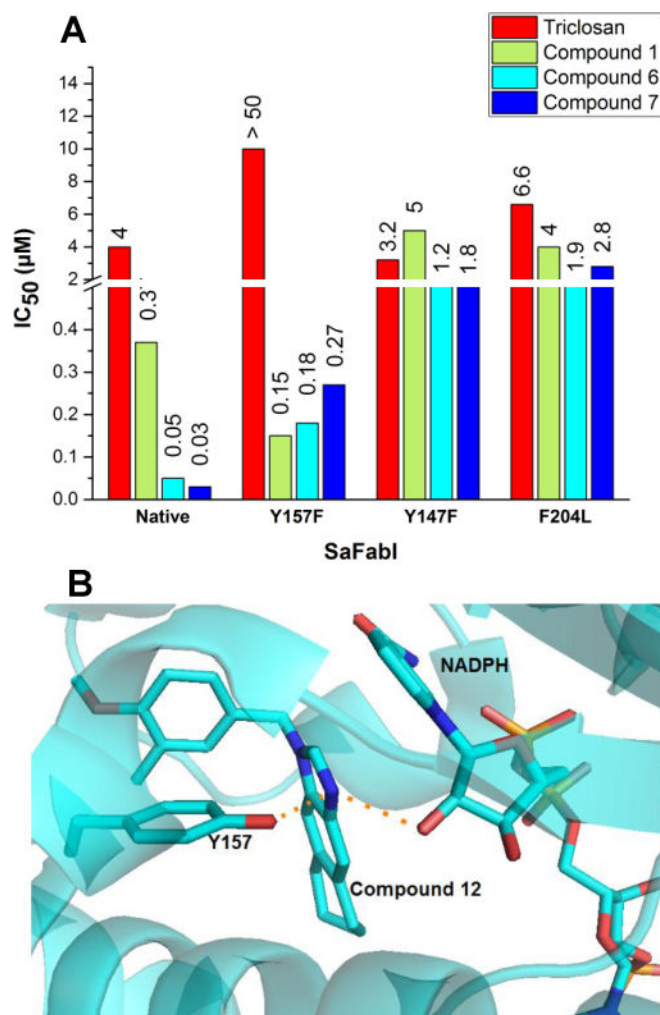 A
Triclosan
Compound 1
Compound 6
Compound 7
IC50 (µM)
14
12
10
8
6
4
2
0.4
0.3
0.2
0.1
0.0
4
0.3
0.05
0.03
> 50
0.15
0.18
0.27
3.2
5
1.2
1.8
6.6
4
1.9
2.8
Native
Y157F
Y147F
F204L
SaFabI
B
NADPH
Y157
Compound 12